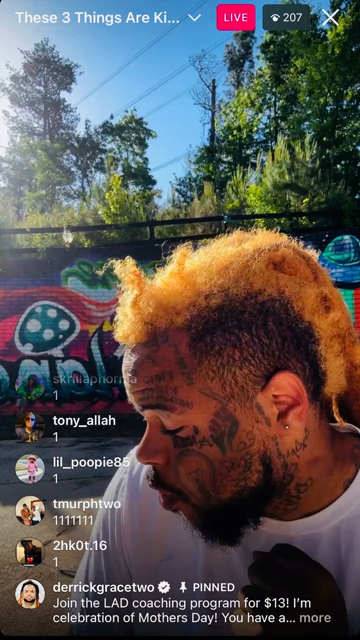 These 3 Things Are Ki...
LIVE
207
skrillaphornia
1
tony_allah
1
lil_poopie85
1
tmurphtwo
1111111
2hk0t.16
1
derrickgracetwo PINNED
Join the LAD coaching program for $13! I'm
celebration of Mothers Day! You have a... more